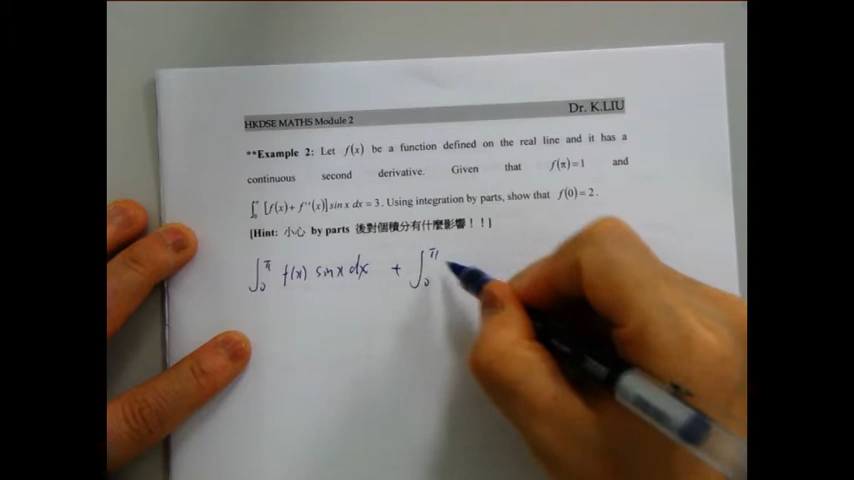 HKDSE MATHS Module 2 Dr. K.LIU
**Example 2: Let f(x) be a function defined on the real line and it has a
continuous second derivative. Given that f(π)=1 and
∫₀^π [f(x)+f''(x)]sin x dx = 3. Using integration by parts, show that f(0)=2.
[Hint: 小心 by parts 後對個積分有什麼影響！！]
∫₀^π f(x) sinx dx + ∫₀^π